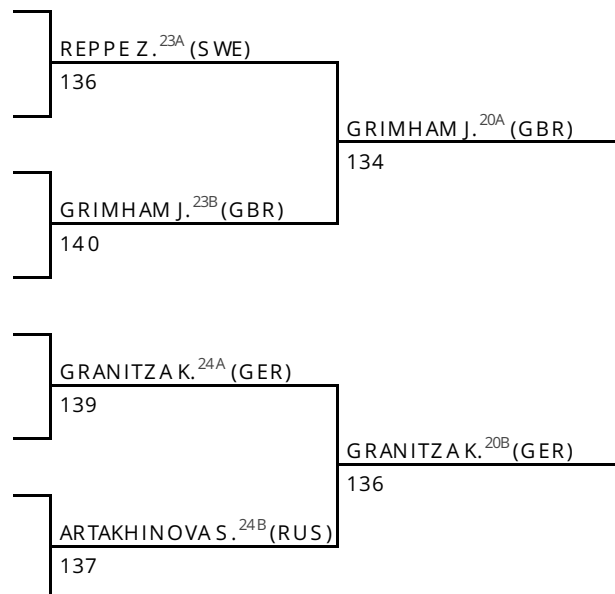 REPPE Z. 23A (SWE)
136
GRIMHAM J. 20A (GBR)
134
GRIMHAM J. 23B (GBR)
140
GRANITZA K. 24A (GER)
139
GRANITZA K. 20B (GER)
136
ARTAKHINOVA S. 24B (RUS)
137